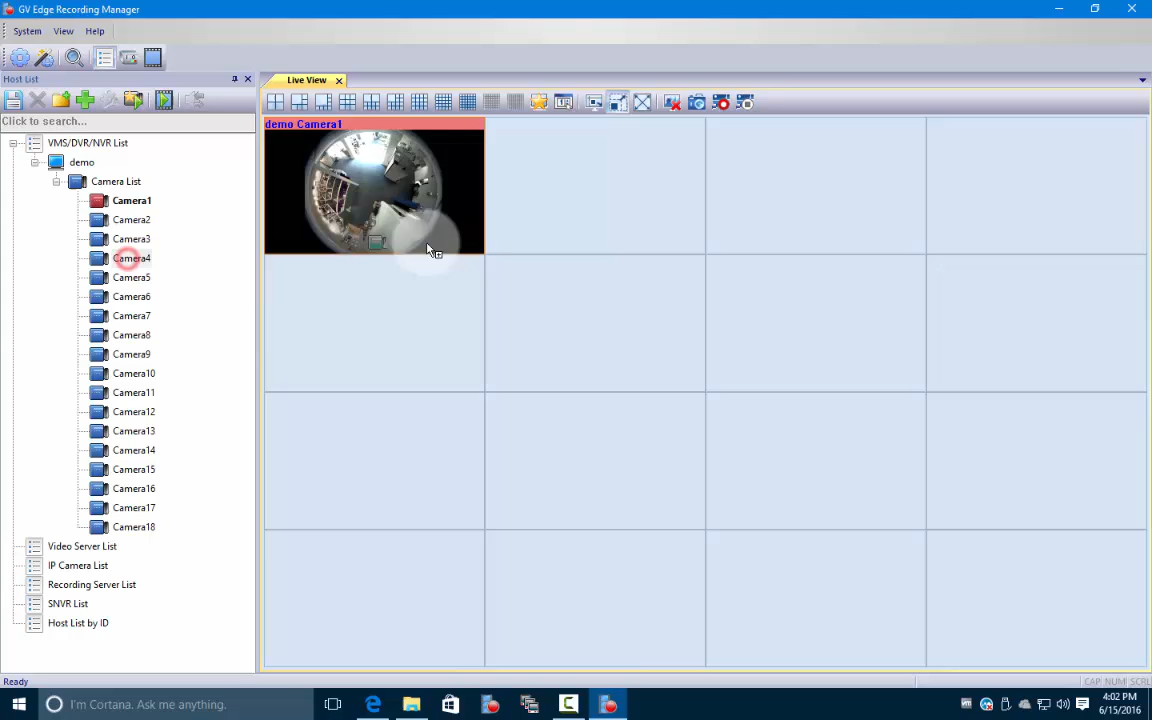 GV Edge Recording Manager
System View Help
Host List
Live View
Click to search...
VMS/DVR/NVR List
demo
Camera List
Camera1
Camera2
Camera3
Camera4
Camera5
Camera6
Camera7
Camera8
Camera9
Camera10
Camera11
Camera12
Camera13
Camera14
Camera15
Camera16
Camera17
Camera18
Video Server List
IP Camera List
Recording Server List
SNVR List
Host List by ID
demo Camera1
Ready
CAP NUM SCRL
I'm Cortana. Ask me anything.
4:02 PM
6/15/2016